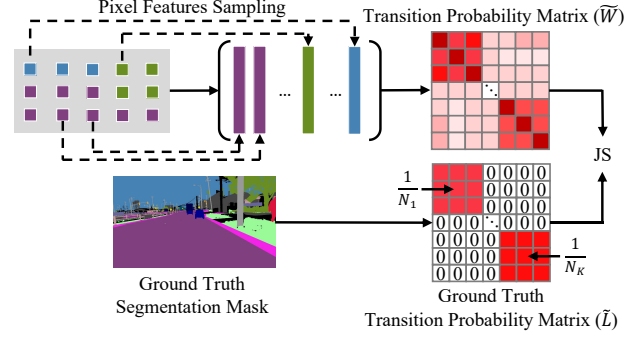 Pixel Features Sampling
Transition Probability Matrix (W̃)
... ...
⋱
JS
1/N₁
0 0 0 0
0 0 0 0
0 0 0 0
0 0 0 ⋱ 0 0 0
0 0 0 0
0 0 0 0
0 0 0 0
1/N_K
Ground Truth
Segmentation Mask
Ground Truth
Transition Probability Matrix (L̃)